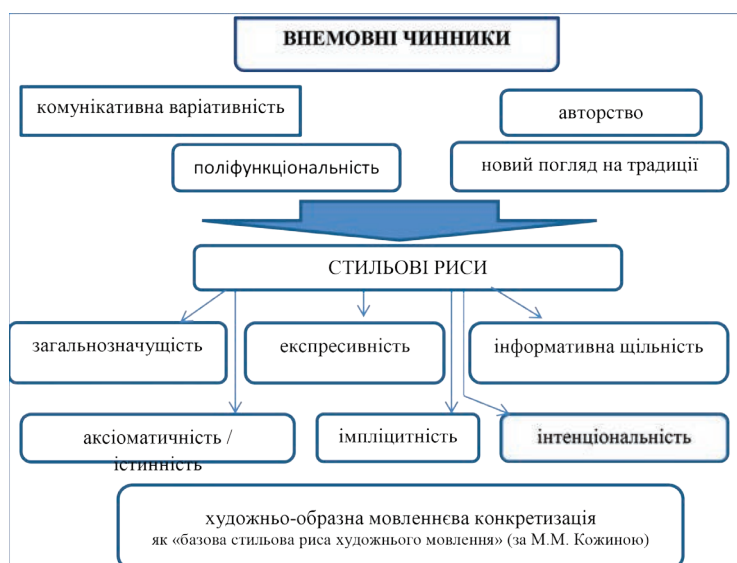 ВНЕМОВНІ ЧИННИКИ
комунікативна варіативність
авторство
поліфункціональність
новий погляд на традиції
СТИЛЬОВІ РИСИ
загальнозначущість
експресивність
інформативна щільність
аксіоматичність /
істинність
імпліцитність
інтенціональність
художньо-образна мовленнєва конкретизація
як «базова стильова риса художнього мовлення» (за М.М. Кожиною)